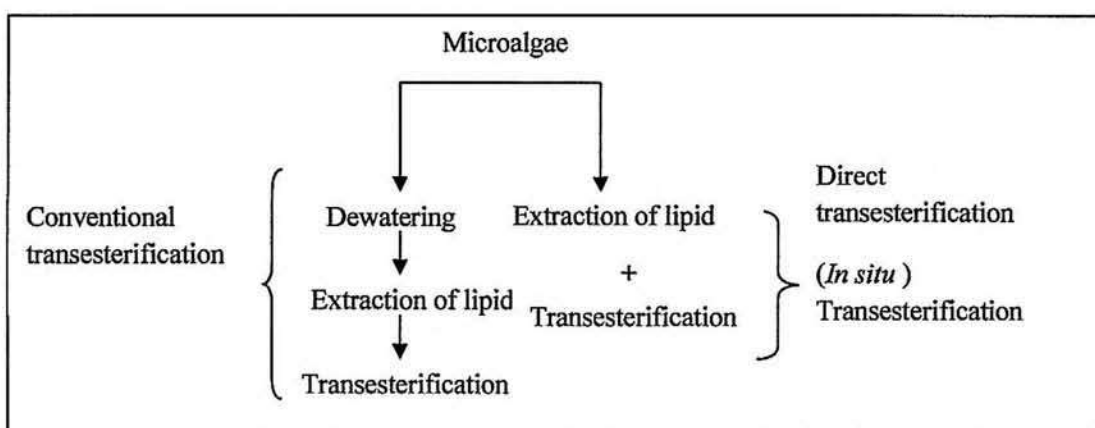 Microalgae
Conventional
transesterification
Dewatering
Extraction of lipid
Transesterification
Extraction of lipid
+
Transesterification
Direct
transesterification
(In situ )
Transesterification